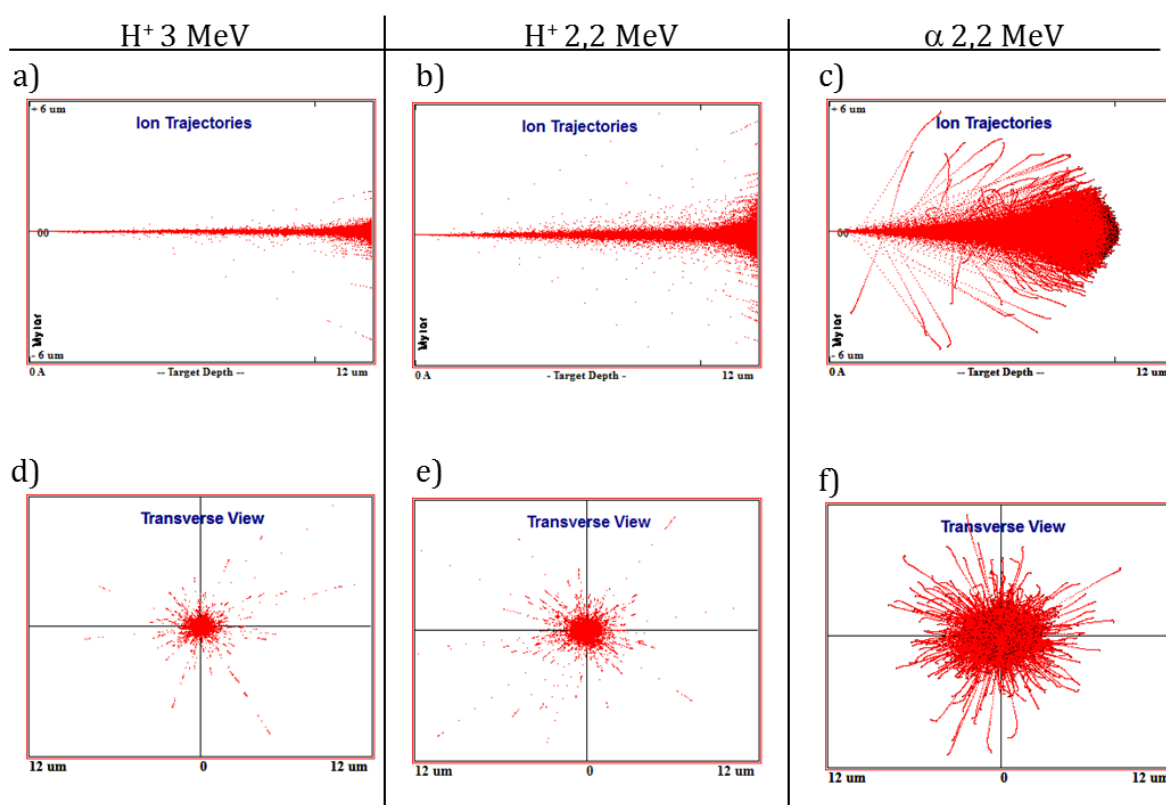 H⁺ 3 MeV
H⁺ 2,2 MeV
α 2,2 MeV
a)
+ 6 um
Ion Trajectories
00
Mylar
- 6 um
0 A
-- Target Depth --
12 um
b)
Ion Trajectories
Mylar
0 A
- Target Depth -
12 um
c)
+ 6 um
Ion Trajectories
00
Mylar
- 6 um
0 A
-- Target Depth --
12 um
d)
Transverse View
12 um
0
12 um
e)
Transverse View
12 um
0
12 um
f)
Transverse View
12 um
0
12 um